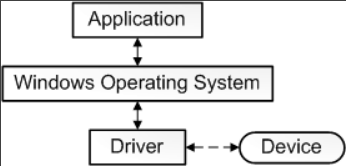 Application
Windows Operating System
Driver
Device